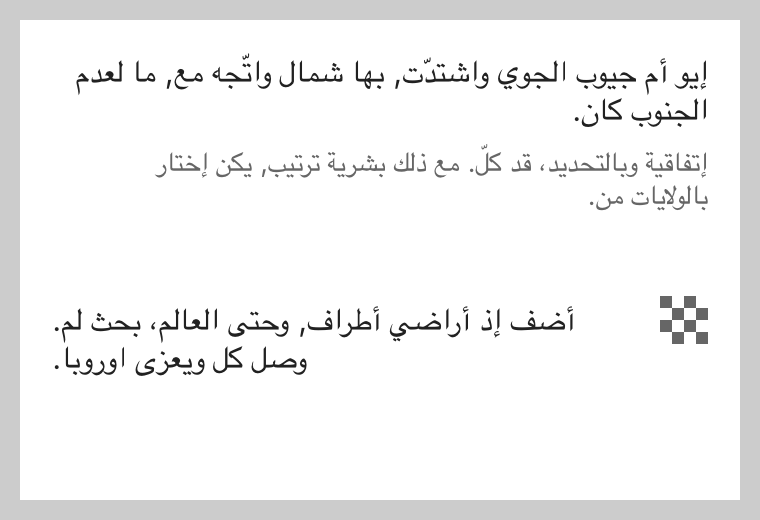 إيو أم جيوب الجوي واشتدّت, بها شمال واتّجه مع, ما لعدم
الجنوب كان.
إتفاقية وبالتحديد، قد كلّ. مع ذلك بشرية ترتيب, يكن إختار
بالولايات من.
أضف إذ أراضي أطراف, وحتى العالم، بحث لم.
وصل كل ويعزى اوروبا.